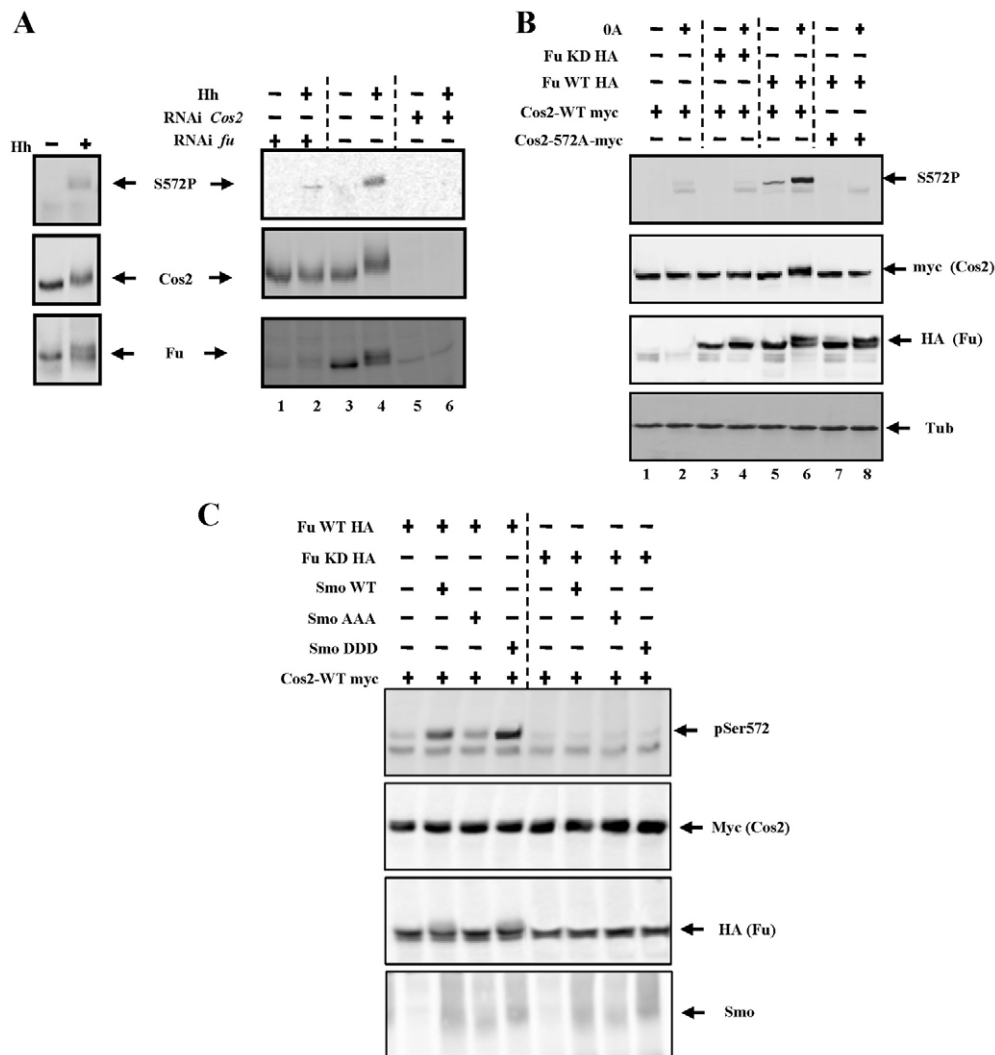 A
Hh - +
S572P
Cos2
Fu
Hh - + - + - +
RNAi Cos2 - - - - + +
RNAi fu + + - - - -
1 2 3 4 5 6
B
0A - + - + - + - +
Fu KD HA - - + + - - - -
Fu WT HA - - - - + + + +
Cos2-WT myc + + + + + + - -
Cos2-572A-myc - - - - - - + +
S572P
myc (Cos2)
HA (Fu)
Tub
1 2 3 4 5 6 7 8
C
Fu WT HA + + + + - - - -
Fu KD HA - - - - + + + +
Smo WT - + - - - + - -
Smo AAA - - + - - - + -
Smo DDD - - - + - - - +
Cos2-WT myc + + + + + + + +
pSer572
Myc (Cos2)
HA (Fu)
Smo